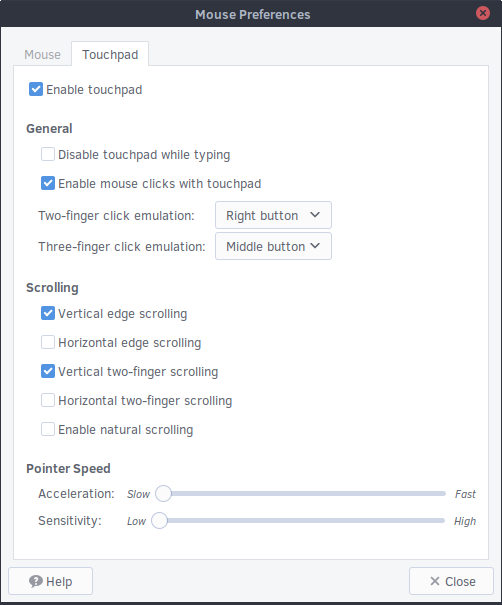 Mouse Preferences
Mouse Touchpad
Enable touchpad
General
Disable touchpad while typing
Enable mouse clicks with touchpad
Two-finger click emulation: Right button
Three-finger click emulation: Middle button
Scrolling
Vertical edge scrolling
Horizontal edge scrolling
Vertical two-finger scrolling
Horizontal two-finger scrolling
Enable natural scrolling
Pointer Speed
Acceleration: Slow Fast
Sensitivity: Low High
Help Close